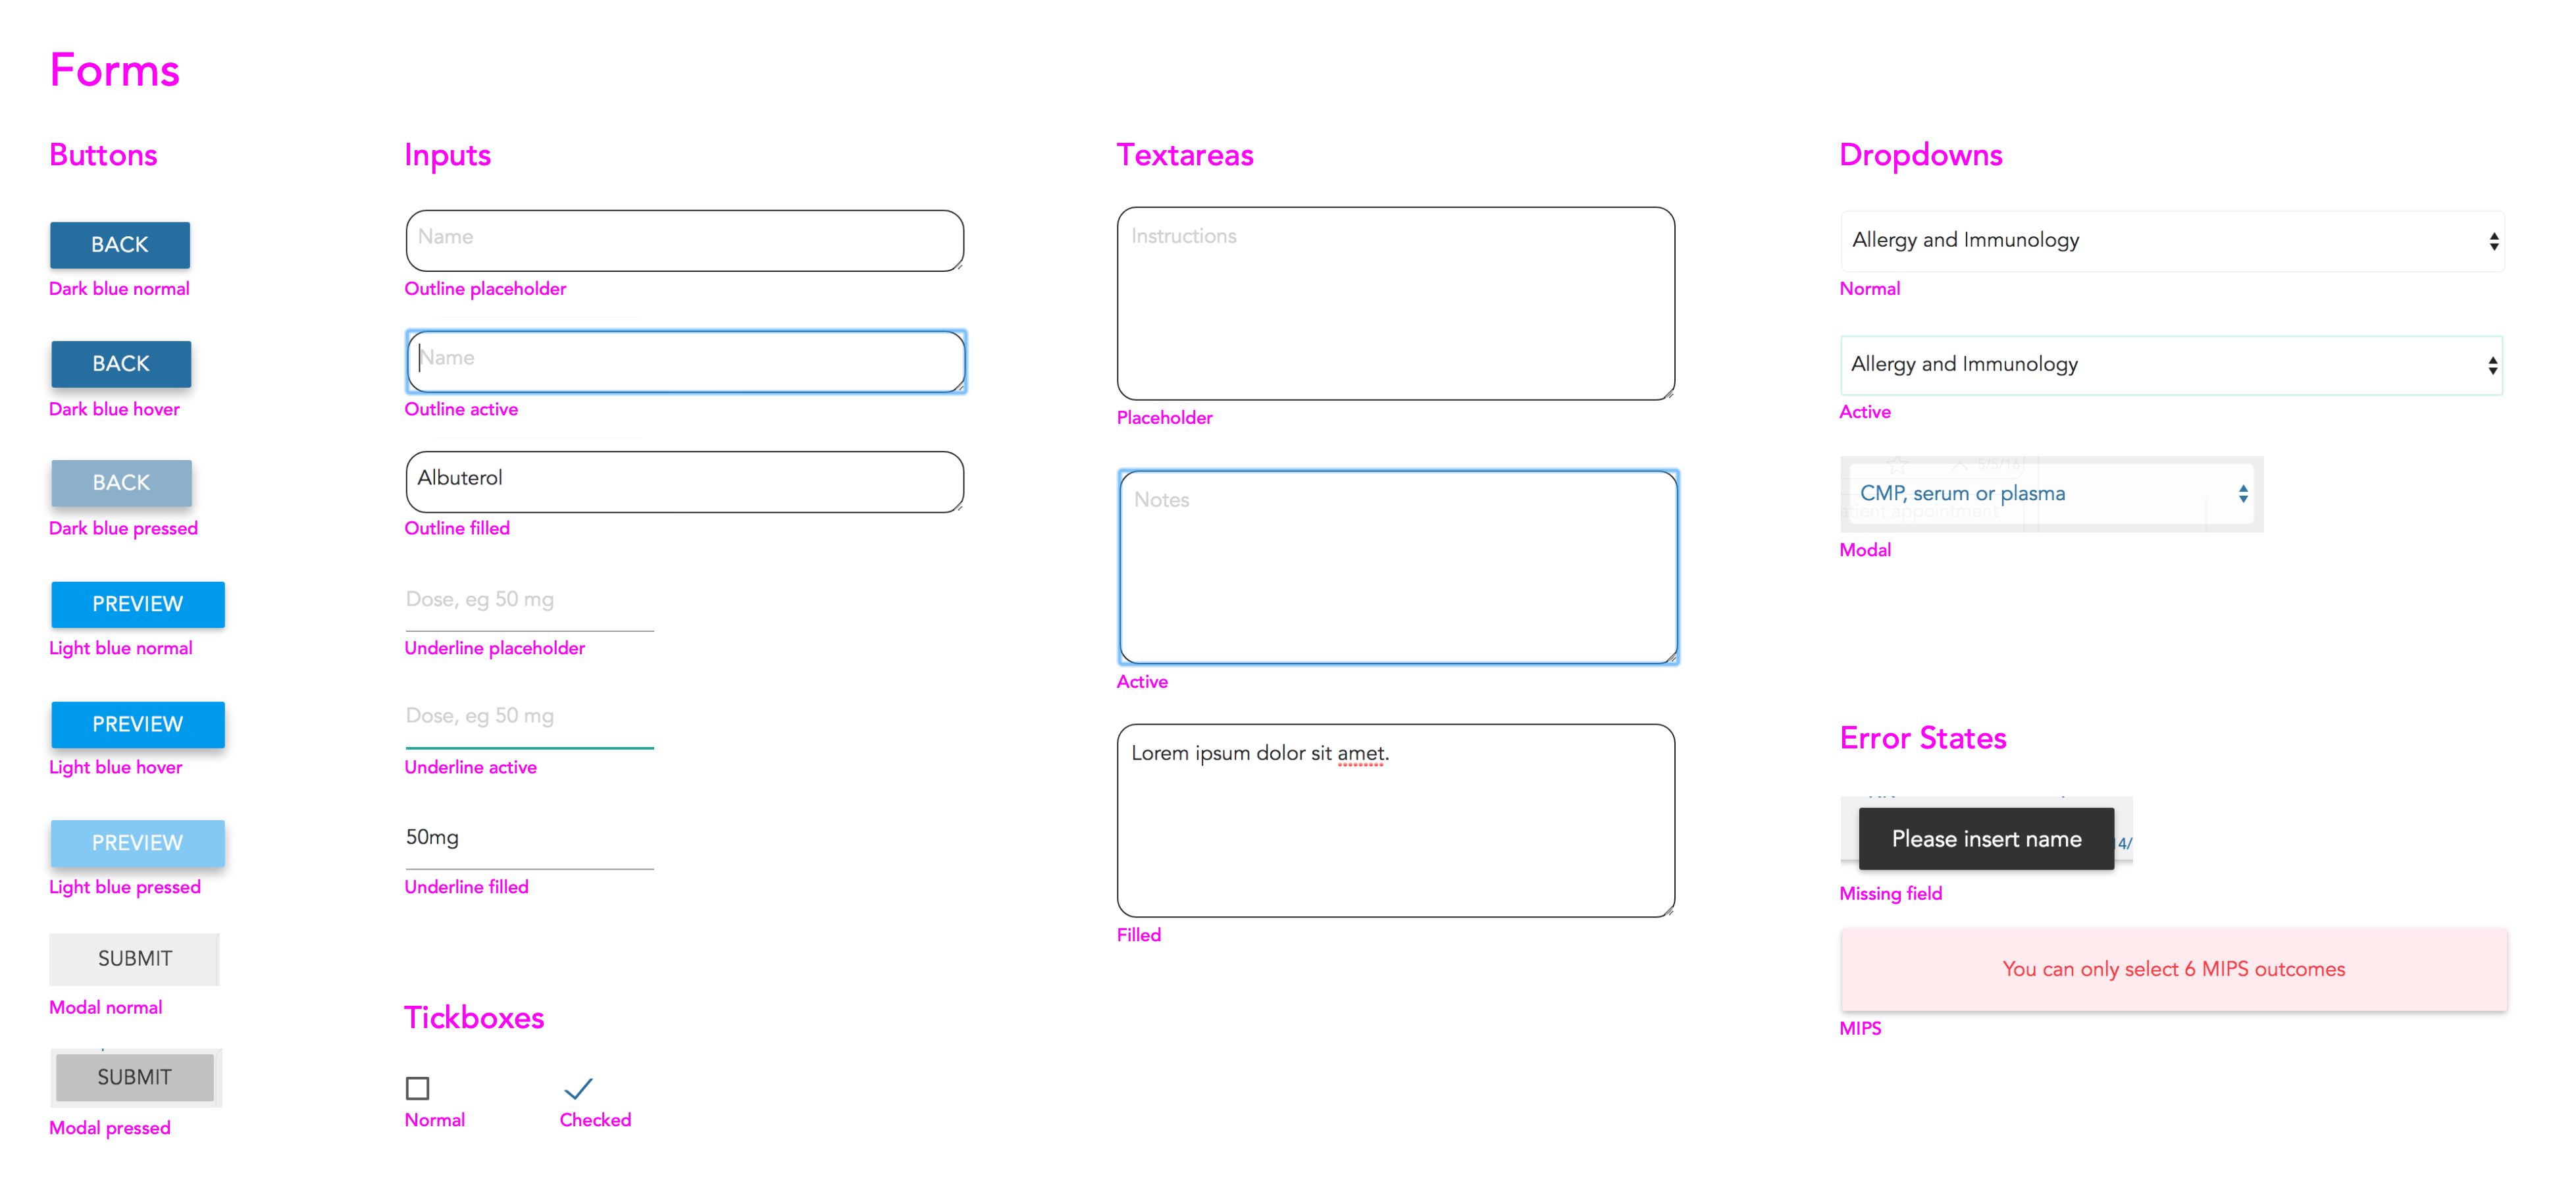 Forms
Buttons
BACK
Dark blue normal
BACK
Dark blue hover
BACK
Dark blue pressed
PREVIEW
Light blue normal
PREVIEW
Light blue hover
PREVIEW
Light blue pressed
SUBMIT
Modal normal
SUBMIT
Modal pressed
Inputs
Name
Outline placeholder
Name
Outline active
Albuterol
Outline filled
Dose, eg 50 mg
Underline placeholder
Dose, eg 50 mg
Underline active
50mg
Underline filled
Tickboxes
Normal
Checked
Textareas
Instructions
Placeholder
Notes
Active
Lorem ipsum dolor sit amet.
Filled
Dropdowns
Allergy and Immunology
Normal
Allergy and Immunology
Active
5/5/16
CMP, serum or plasma
appointment
Modal
Error States
Please insert name
14/
Missing field
You can only select 6 MIPS outcomes
MIPS